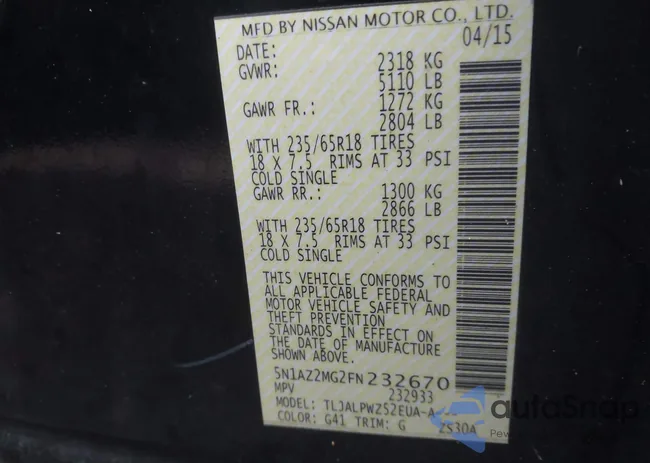 MFD BY NISSAN MOTOR CO., LTD.
DATE: 04/15
GVWR: 2318 KG
5110 LB
GAWR FR.: 1272 KG
2804 LB
WITH 235/65R18 TIRES
18 X 7.5 RIMS AT 33 PSI
COLD SINGLE
GAWR RR.: 1300 KG
2866 LB
WITH 235/65R18 TIRES
18 X 7.5 RIMS AT 33 PSI
COLD SINGLE
THIS VEHICLE CONFORMS TO
ALL APPLICABLE FEDERAL
MOTOR VEHICLE SAFETY AND
THEFT PREVENTION
STANDARDS IN EFFECT ON
THE DATE OF MANUFACTURE
SHOWN ABOVE.
5N1AZ2MG2FN232670
MPV 232933
MODEL: TLJALPWZ52EUA-A
COLOR: G41 TRIM: G ZS30A
autoSnap